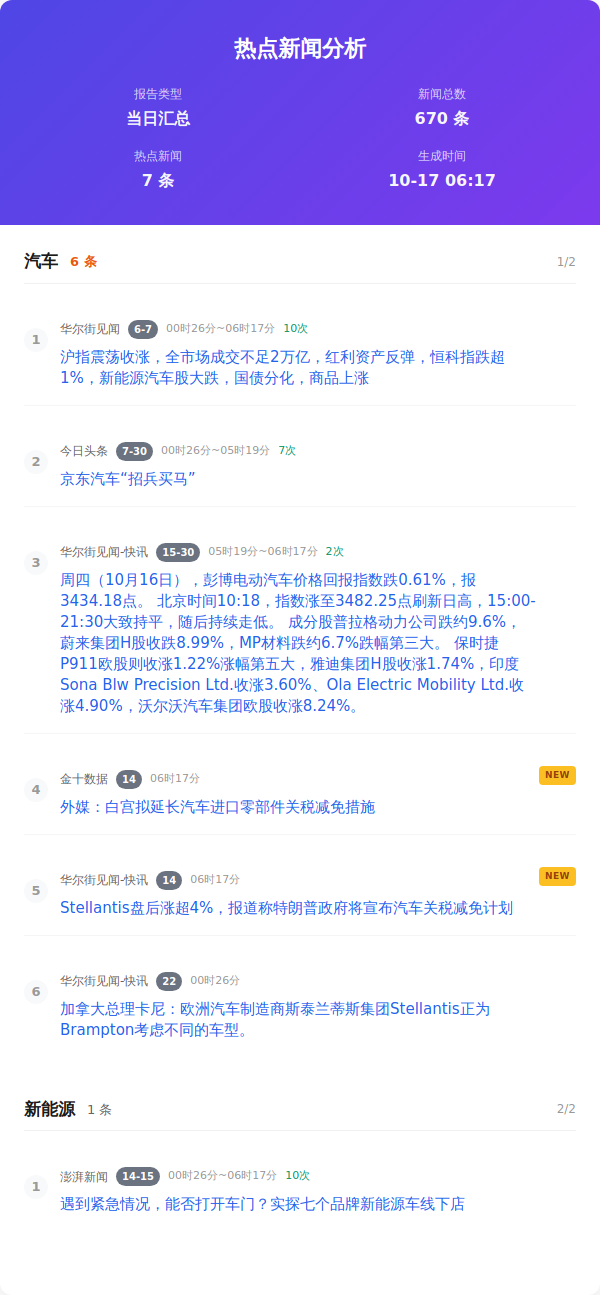 热点新闻分析
报告类型
新闻总数
当日汇总
670 条
热点新闻
生成时间
7 条
10-17 06:17
汽车 6 条 1/2
1
华尔街见闻 6-7 00时26分~06时17分 10次
沪指震荡收涨，全市场成交不足2万亿，红利资产反弹，恒科指跌超
1%，新能源汽车股大跌，国债分化，商品上涨
2
今日头条 7-30 00时26分~05时19分 7次
京东汽车“招兵买马”
3
华尔街见闻-快讯 15-30 05时19分~06时17分 2次
周四（10月16日），彭博电动汽车价格回报指数跌0.61%，报
3434.18点。 北京时间10:18，指数涨至3482.25点刷新日高，15:00-
21:30大致持平，随后持续走低。 成分股普拉格动力公司跌约9.6%，
蔚来集团H股收跌8.99%，MP材料跌约6.7%跌幅第三大。 保时捷
P911欧股则收涨1.22%涨幅第五大，雅迪集团H股收涨1.74%，印度
Sona Blw Precision Ltd.收涨3.60%、Ola Electric Mobility Ltd.收
涨4.90%，沃尔沃汽车集团欧股收涨8.24%。
4
金十数据 14 06时17分 NEW
外媒：白宫拟延长汽车进口零部件关税减免措施
5
华尔街见闻-快讯 14 06时17分 NEW
Stellantis盘后涨超4%，报道称特朗普政府将宣布汽车关税减免计划
6
华尔街见闻-快讯 22 00时26分
加拿大总理卡尼：欧洲汽车制造商斯泰兰蒂斯集团Stellantis正为
Brampton考虑不同的车型。
新能源 1 条 2/2
1
澎湃新闻 14-15 00时26分~06时17分 10次
遇到紧急情况，能否打开车门？实探七个品牌新能源车线下店